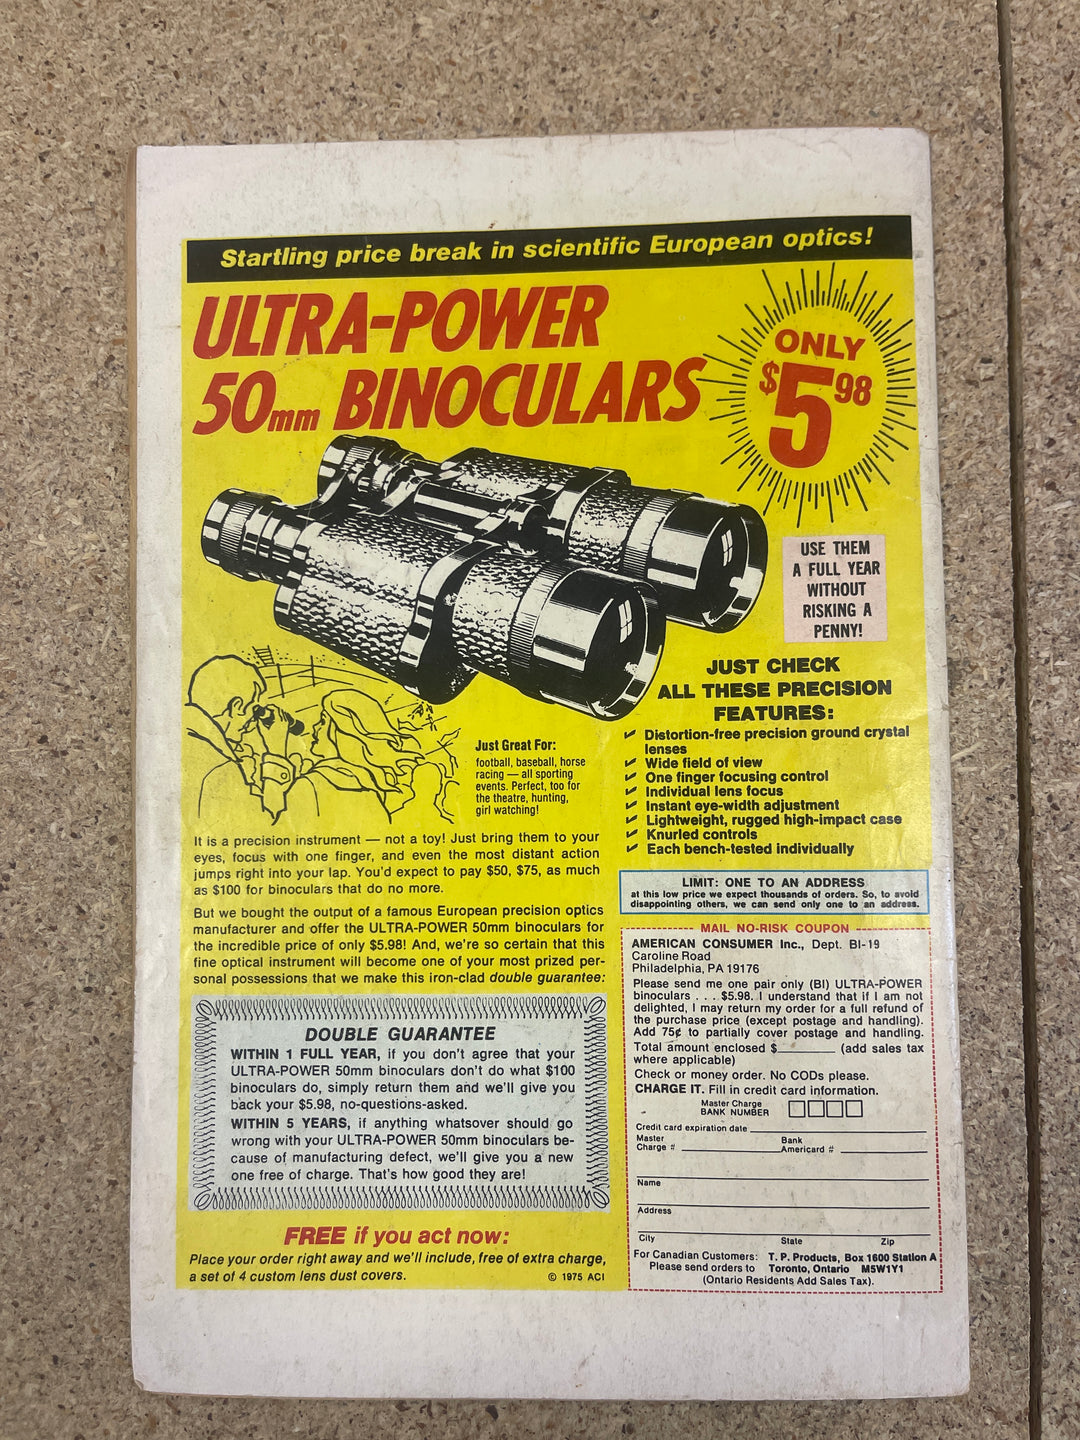 Startling price break in scientific European optics!
ULTRA-POWER
50mm BINOCULARS
ONLY
$5 98
USE THEM
A FULL YEAR
WITHOUT
RISKING A
PENNY!
JUST CHECK
ALL THESE PRECISION
FEATURES:
✓ Distortion-free precision ground crystal
lenses
✓ Wide field of view
✓ One finger focusing control
✓ Individual lens focus
✓ Instant eye-width adjustment
✓ Lightweight, rugged high-impact case
✓ Knurled controls
✓ Each bench-tested individually
Just Great For:
football, baseball, horse
racing — all sporting
events. Perfect, too for
the theatre, hunting,
girl watching!
It is a precision instrument — not a toy! Just bring them to your
eyes, focus with one finger, and even the most distant action
jumps right into your lap. You'd expect to pay $50, $75, as much
as $100 for binoculars that do no more.
But we bought the output of a famous European precision optics
manufacturer and offer the ULTRA-POWER 50mm binoculars for
the incredible price of only $5.98! And, we're so certain that this
fine optical instrument will become one of your most prized per-
sonal possessions that we make this iron-clad double guarantee:
DOUBLE GUARANTEE
WITHIN 1 FULL YEAR, if you don't agree that your
ULTRA-POWER 50mm binoculars don't do what $100
binoculars do, simply return them and we'll give you
back your $5.98, no-questions-asked.
WITHIN 5 YEARS, if anything whatsoever should go
wrong with your ULTRA-POWER 50mm binoculars be-
cause of manufacturing defect, we'll give you a new
one free of charge. That's how good they are!
FREE if you act now:
Place your order right away and we'll include, free of extra charge,
a set of 4 custom lens dust covers.
© 1975 ACI
LIMIT: ONE TO AN ADDRESS
at this low price we expect thousands of orders. So, to avoid
disappointing others, we can send only one to an address.
MAIL NO-RISK COUPON
AMERICAN CONSUMER Inc., Dept. BI-19
Caroline Road
Philadelphia, PA 19176
Please send me one pair only (BI) ULTRA-POWER
binoculars . . . $5.98. I understand that if I am not
delighted, I may return my order for a full refund of
the purchase price (except postage and handling).
Add 75¢ to partially cover postage and handling.
Total amount enclosed $________ (add sales tax
where applicable)
Check or money order. No CODs please.
CHARGE IT. Fill in credit card information.
Master Charge
BANK NUMBER
Credit card expiration date
Master Charge #
Bank Americard #
Name
Address
City State Zip
For Canadian Customers: T. P. Products, Box 1600 Station A
Please send orders to Toronto, Ontario M5W1Y1
(Ontario Residents Add Sales Tax).